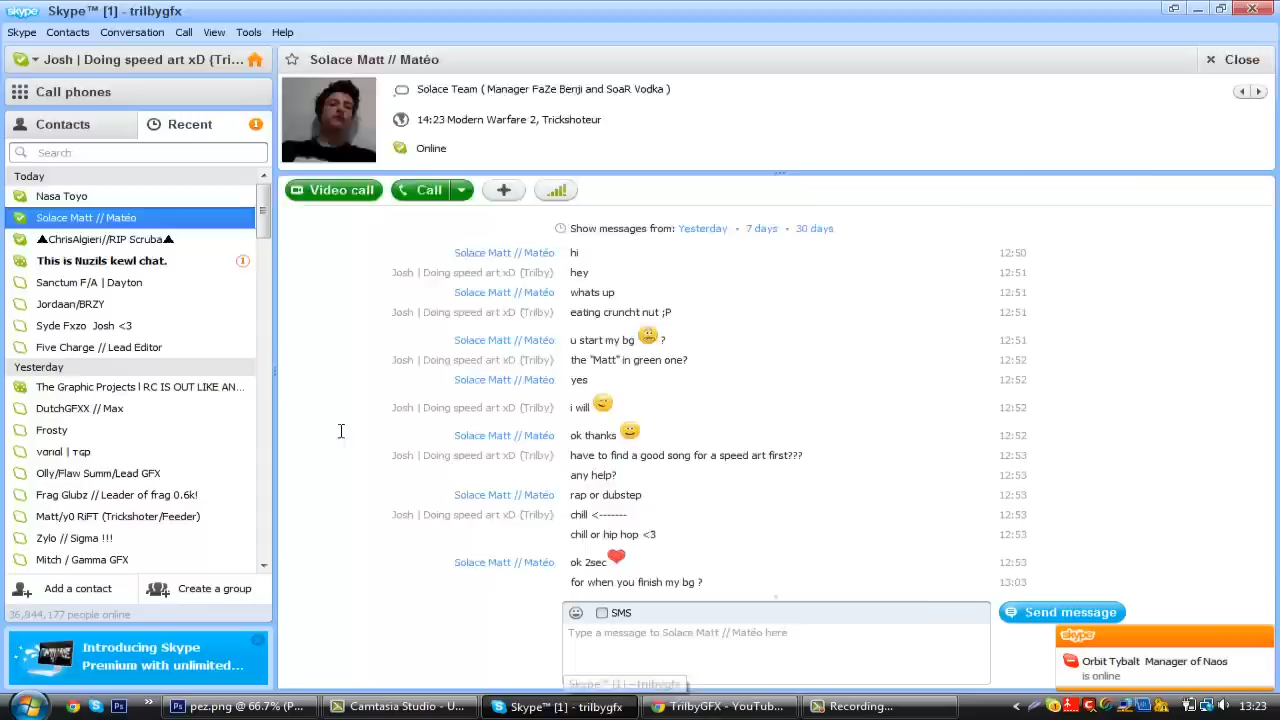 skype Skype™ [1] - trilbygfx
Skype Contacts Conversation Call View Tools Help
Josh | Doing speed art xD {Tri...
Call phones
Contacts Recent 1
Search
Today
Nasa Toyo
Solace Matt // Matéo
▲ChrisAlgieri//RIP Scruba▲
This is Nuzils kewl chat. 1
Sanctum F/A | Dayton
Jordaan/BRZY
Syde Fxzo Josh <3
Five Charge // Lead Editor
Yesterday
The Graphic Projects l RC IS OUT LIKE AN...
DutchGFXX // Max
Frosty
Olly/Flaw Summ/Lead GFX
Frag Glubz // Leader of frag 0.6k!
Matt/y0 RiFT (Trickshoter/Feeder)
Zylo // Sigma !!!
Mitch / Gamma GFX
Add a contact Create a group
36,844,177 people online
Introducing Skype
Premium with unlimited...
Solace Matt // Matéo Close
Solace Team ( Manager FaZe Benji and SoaR Vodka )
14:23 Modern Warfare 2, Trickshoteur
Online
Video call Call
Show messages from: Yesterday • 7 days • 30 days
Solace Matt // Matéo hi 12:50
Josh | Doing speed art xD {Trilby} hey 12:51
Solace Matt // Matéo whats up 12:51
Josh | Doing speed art xD {Trilby} eating cruncht nut ;P 12:51
Solace Matt // Matéo u start my bg ? 12:51
Josh | Doing speed art xD {Trilby} the "Matt" in green one? 12:52
Solace Matt // Matéo yes 12:52
Josh | Doing speed art xD {Trilby} i will 12:52
Solace Matt // Matéo ok thanks 12:52
Josh | Doing speed art xD {Trilby} have to find a good song for a speed art first??? 12:53
any help? 12:53
Solace Matt // Matéo rap or dubstep 12:53
Josh | Doing speed art xD {Trilby} chill <------- 12:53
chill or hip hop <3 12:53
Solace Matt // Matéo ok 2sec 12:53
for when you finish my bg ? 13:03
SMS
Type a message to Solace Matt // Matéo here
Send message
Skype™ [1] - trilbygfx
skype
Orbit Tybalt Manager of Naos
is online
pez.png @ 66.7% (P... Camtasia Studio - U... Skype™ [1] - trilbygfx TrilbyGFX - YouTub... Recording... 13:23